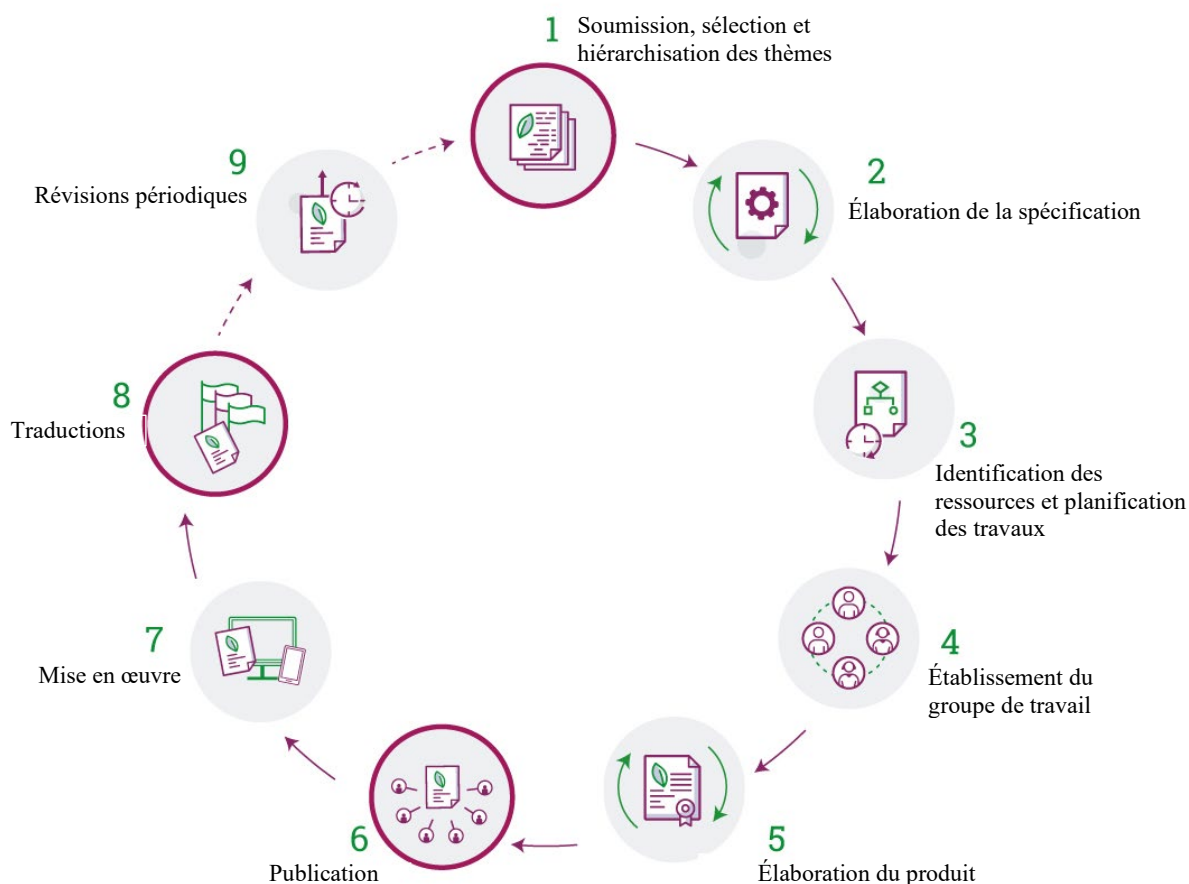 1
Soumission, sélection et
hiérarchisation des thèmes
2
Élaboration de la spécification
3
Identification des
ressources et planification
des travaux
4
Établissement du
groupe de travail
5
Élaboration du produit
6
Publication
7
Mise en œuvre
8
Traductions
9
Révisions périodiques